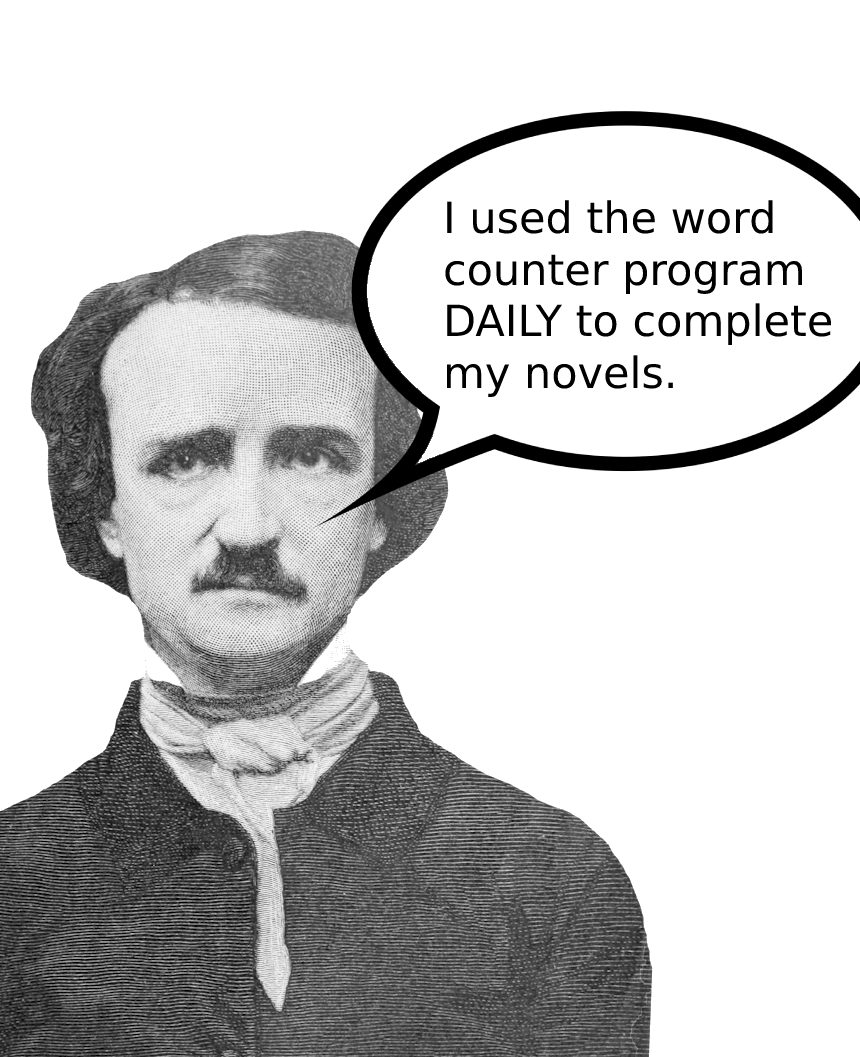 I used the word
counter program
DAILY to complete
my novels.